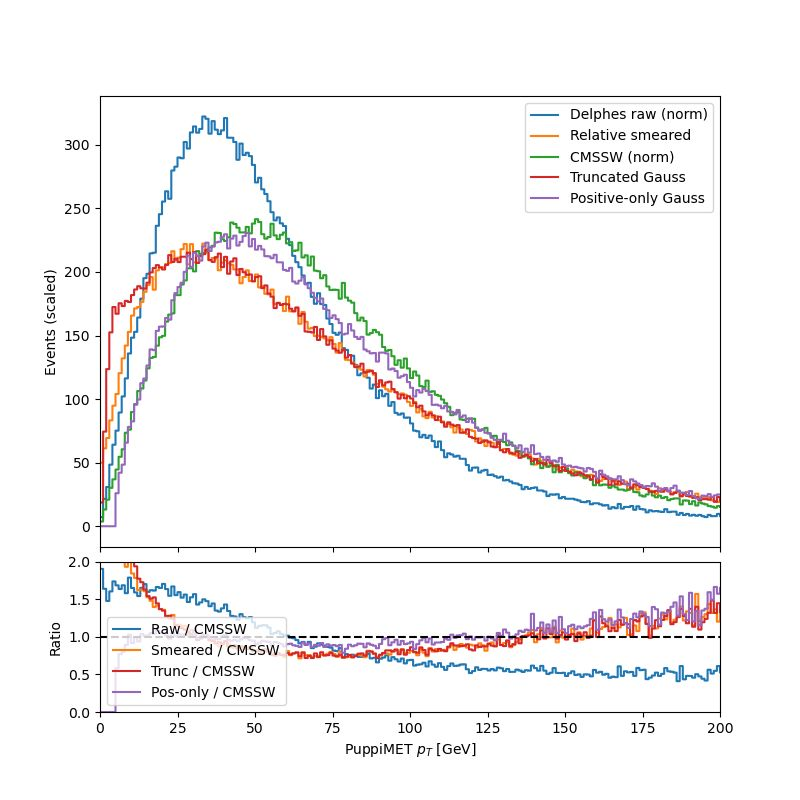 Delphes raw (norm)
Relative smeared
CMSSW (norm)
Truncated Gauss
Positive-only Gauss
300
250
200
150
100
50
0
Events (scaled)
2.0
1.5
1.0
0.5
0.0
Ratio
Raw / CMSSW
Smeared / CMSSW
Trunc / CMSSW
Pos-only / CMSSW
0 25 50 75 100 125 150 175 200
PuppiMET p_T [GeV]